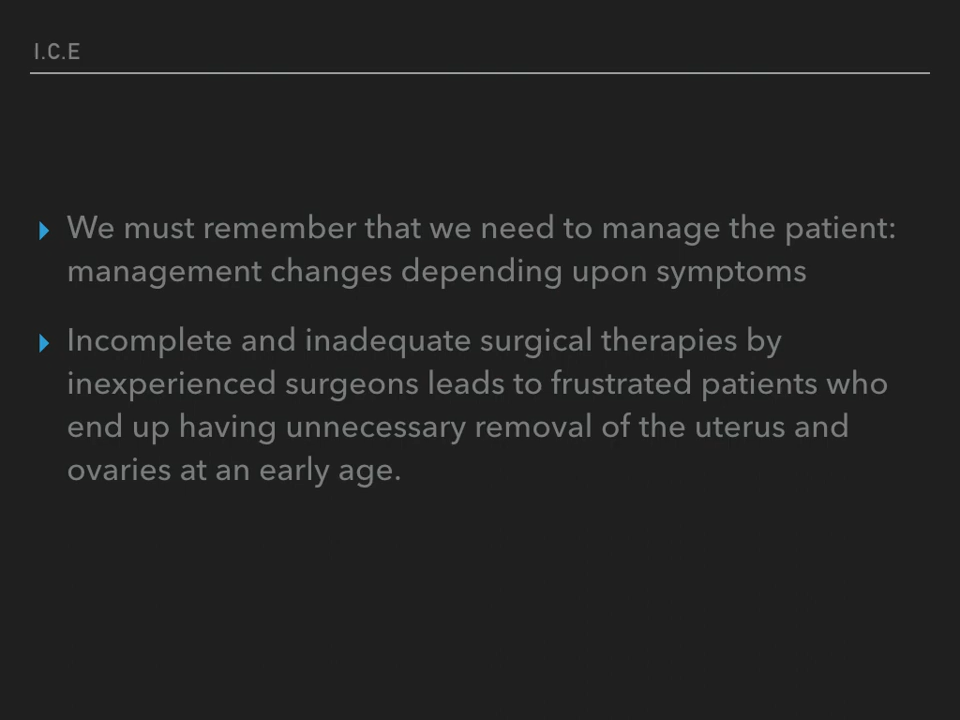 I.C.E
We must remember that we need to manage the patient:
management changes depending upon symptoms
Incomplete and inadequate surgical therapies by
inexperienced surgeons leads to frustrated patients who
end up having unnecessary removal of the uterus and
ovaries at an early age.